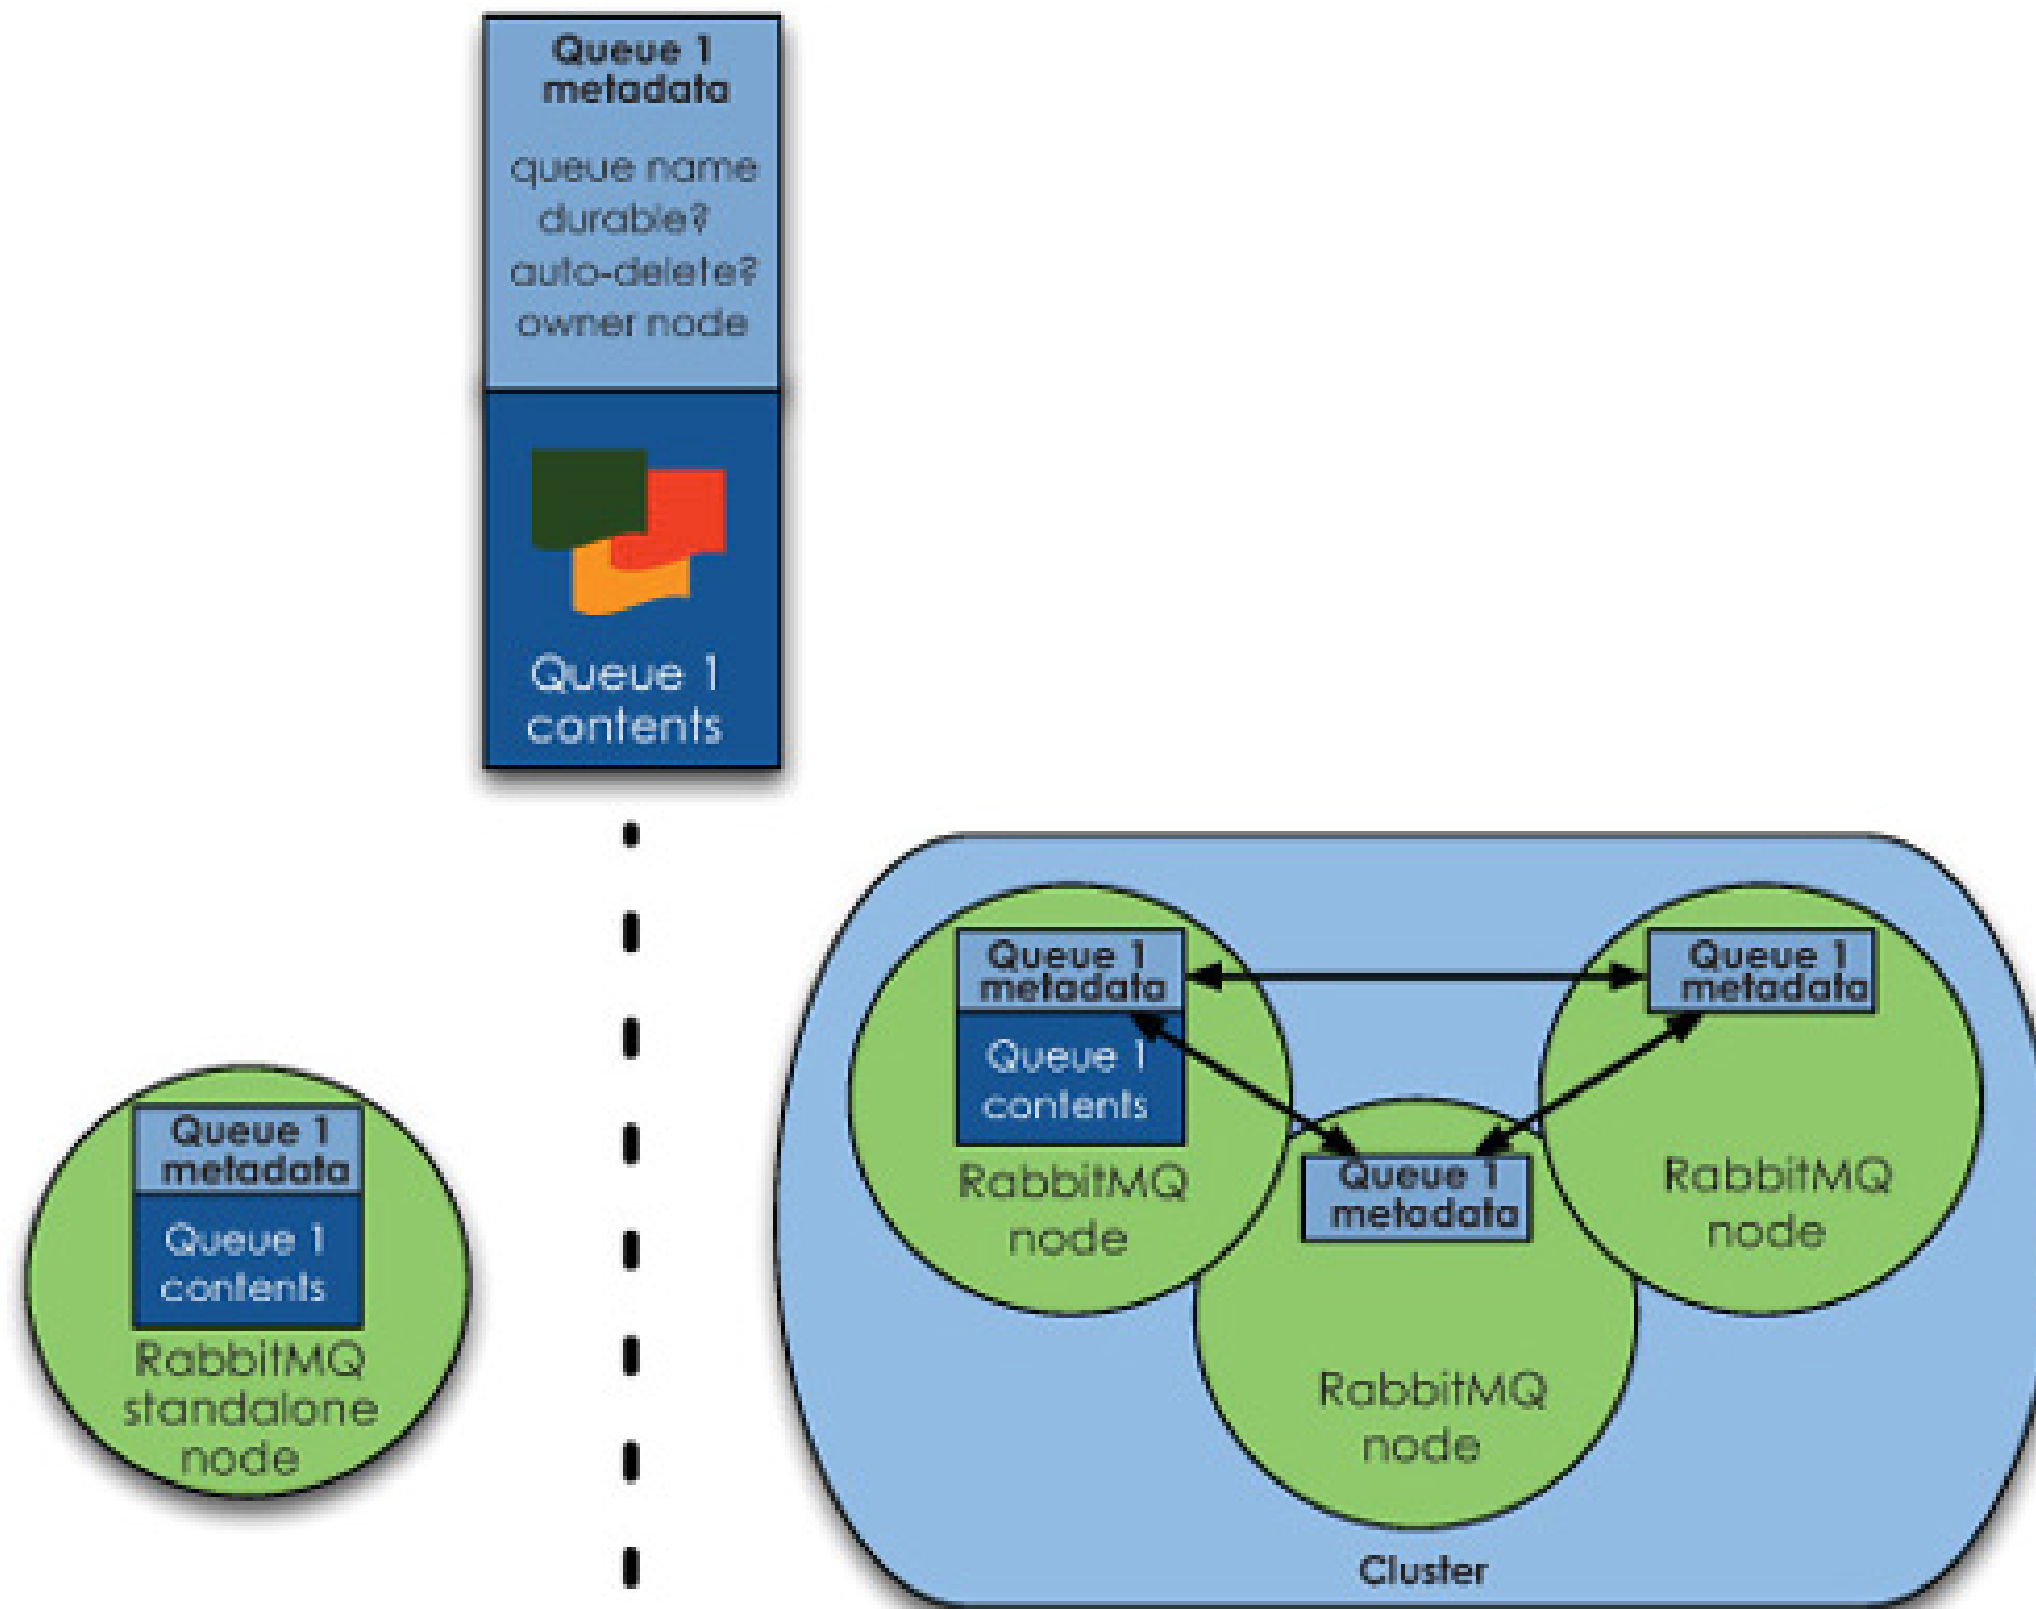 Queue 1
metadata
queue name
durable?
auto-delete?
owner node
Queue 1
contents
Queue 1
metadata
Queue 1
contents
RabbitMQ
standalone
node
Queue 1
metadata
Queue 1
contents
RabbitMQ
node
Queue 1
metadata
RabbitMQ
node
Queue 1
metadata
RabbitMQ
node
Cluster